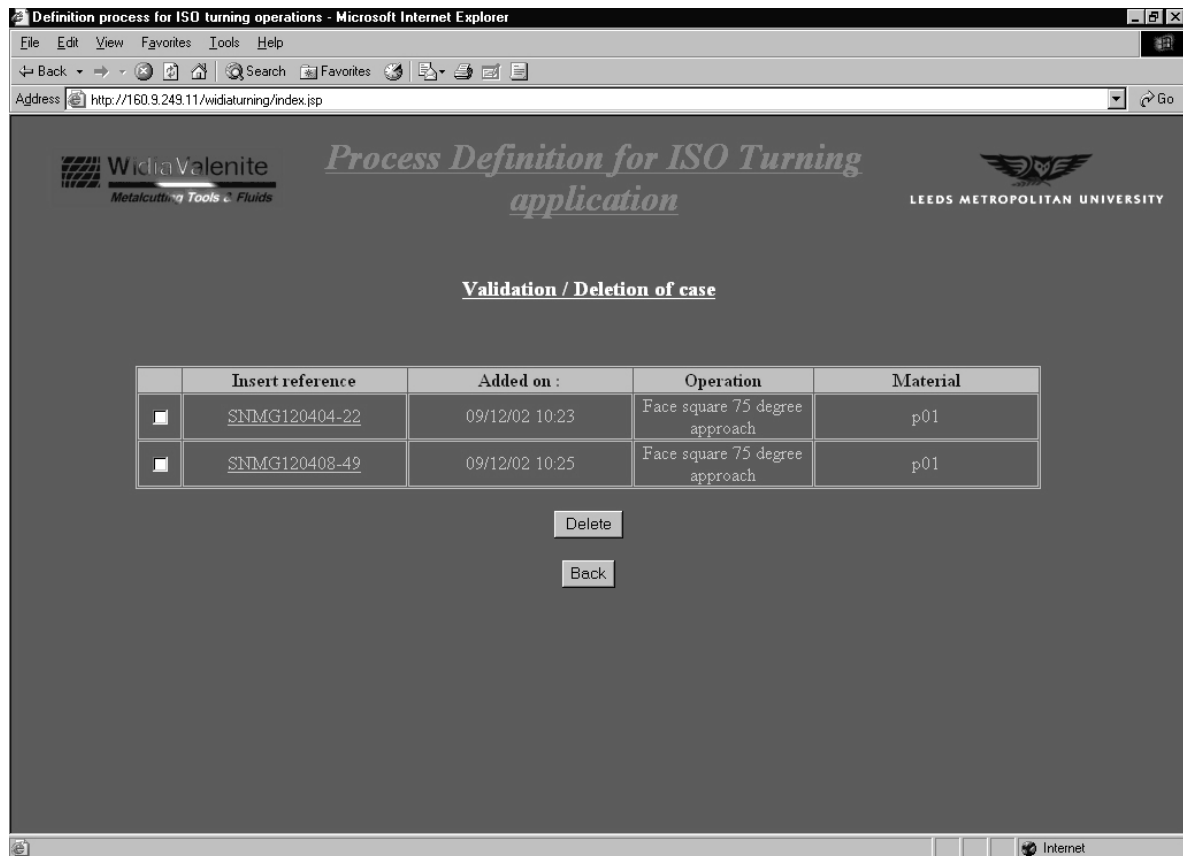 Definition process for ISO turning operations - Microsoft Internet Explorer
File Edit View Favorites Tools Help
Back Search Favorites
Address http://160.9.249.11/widiaturning/index.jsp Go
WidiaValenite
Metalcutting Tools & Fluids
Process Definition for ISO Turning
application
LEEDS METROPOLITAN UNIVERSITY
Validation / Deletion of case
Insert reference Added on : Operation Material
SNMG120404-22 09/12/02 10:23 Face square 75 degree approach p01
SNMG120408-49 09/12/02 10:25 Face square 75 degree approach p01
Delete
Back
Internet